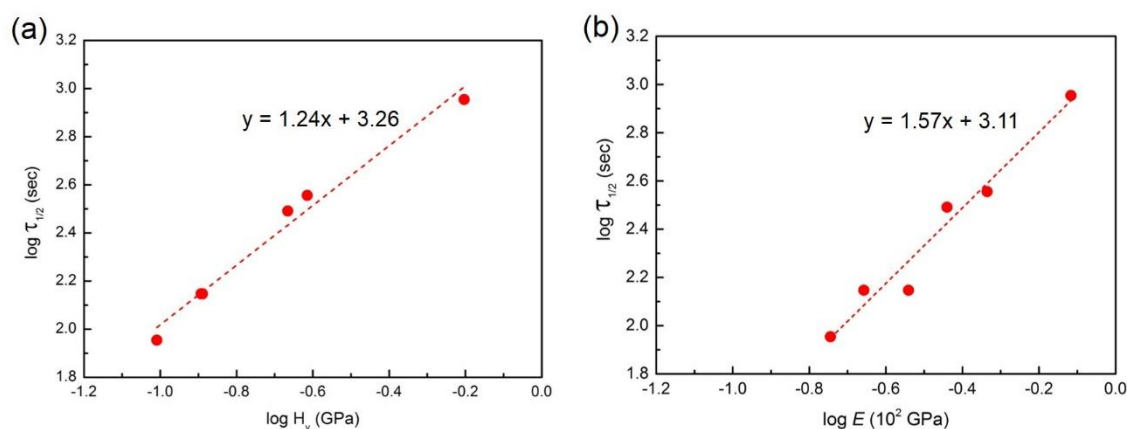 (a)
3.2
3.0
2.8
2.6
2.4
2.2
2.0
1.8
log τ1/2 (sec)
y = 1.24x + 3.26
-1.2 -1.0 -0.8 -0.6 -0.4 -0.2 0.0
log Hv (GPa)
(b)
3.2
3.0
2.8
2.6
2.4
2.2
2.0
1.8
log τ1/2 (sec)
y = 1.57x + 3.11
-1.2 -1.0 -0.8 -0.6 -0.4 -0.2 0.0
log E (10² GPa)